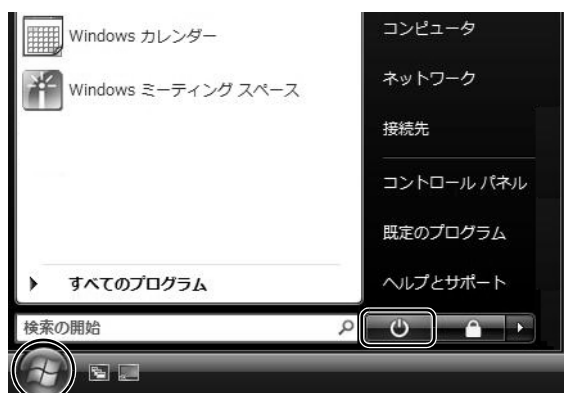 Windows カレンダー
Windows ミーティング スペース
すべてのプログラム
検索の開始
コンピュータ
ネットワーク
接続先
コントロール パネル
既定のプログラム
ヘルプとサポート